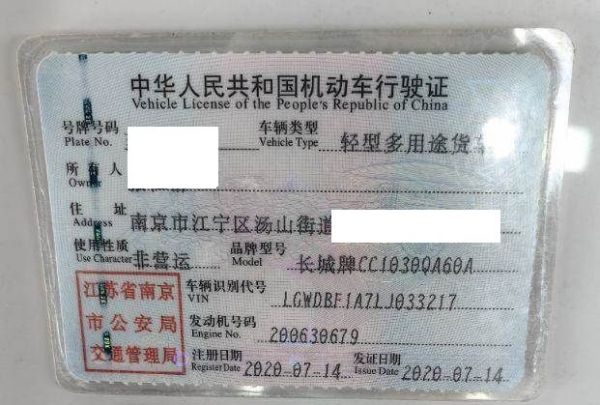 中华人民共和国机动车行驶证
Vehicle License of the People's Republic of China
号牌号码 车辆类型 轻型多用途货车
Plate No. Vehicle Type
所有人
Owner
住址 南京市江宁区汤山街道
Address
使用性质 非营运 品牌型号 长城牌CC1030QA60A
Use Character Model
江苏省南京市公安局交通管理局
车辆识别代号 LGWDBF1A7LJ033217
VIN
发动机号码 200630679
Engine No.
注册日期 2020-07-14 发证日期 2020-07-14
Register Date Issue Date